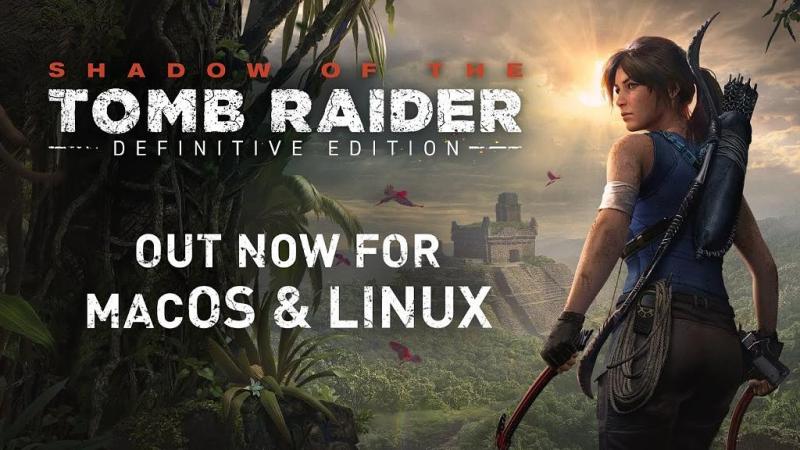 SHADOW OF THE
TOMB RAIDER
DEFINITIVE EDITION
OUT NOW FOR
MACOS & LINUX